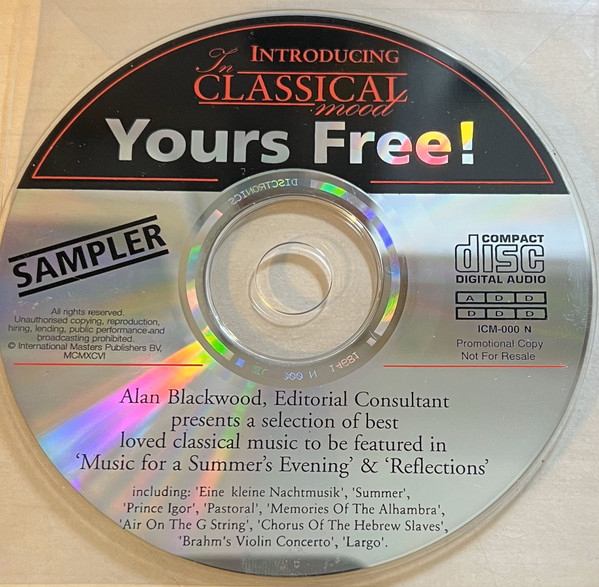 INTRODUCING
In
CLASSICAL
mood
Yours Free!
DISCTRONICS
SAMPLER
COMPACT
disc
DIGITAL AUDIO
A D D
D D D
ICM-000 N
Promotional Copy
Not For Resale
All rights reserved.
Unauthorised copying, reproduction,
hiring, lending, public performance and
broadcasting prohibited.
© International Masters Publishers BV,
MCMXCVI
Alan Blackwood, Editorial Consultant
presents a selection of best
loved classical music to be featured in
'Music for a Summer's Evening' & 'Reflections'
including: 'Eine kleine Nachtmusik', 'Summer',
'Prince Igor', 'Pastoral', 'Memories Of The Alhambra',
'Air On The G String', 'Chorus Of The Hebrew Slaves',
'Brahm's Violin Concerto', 'Largo'.